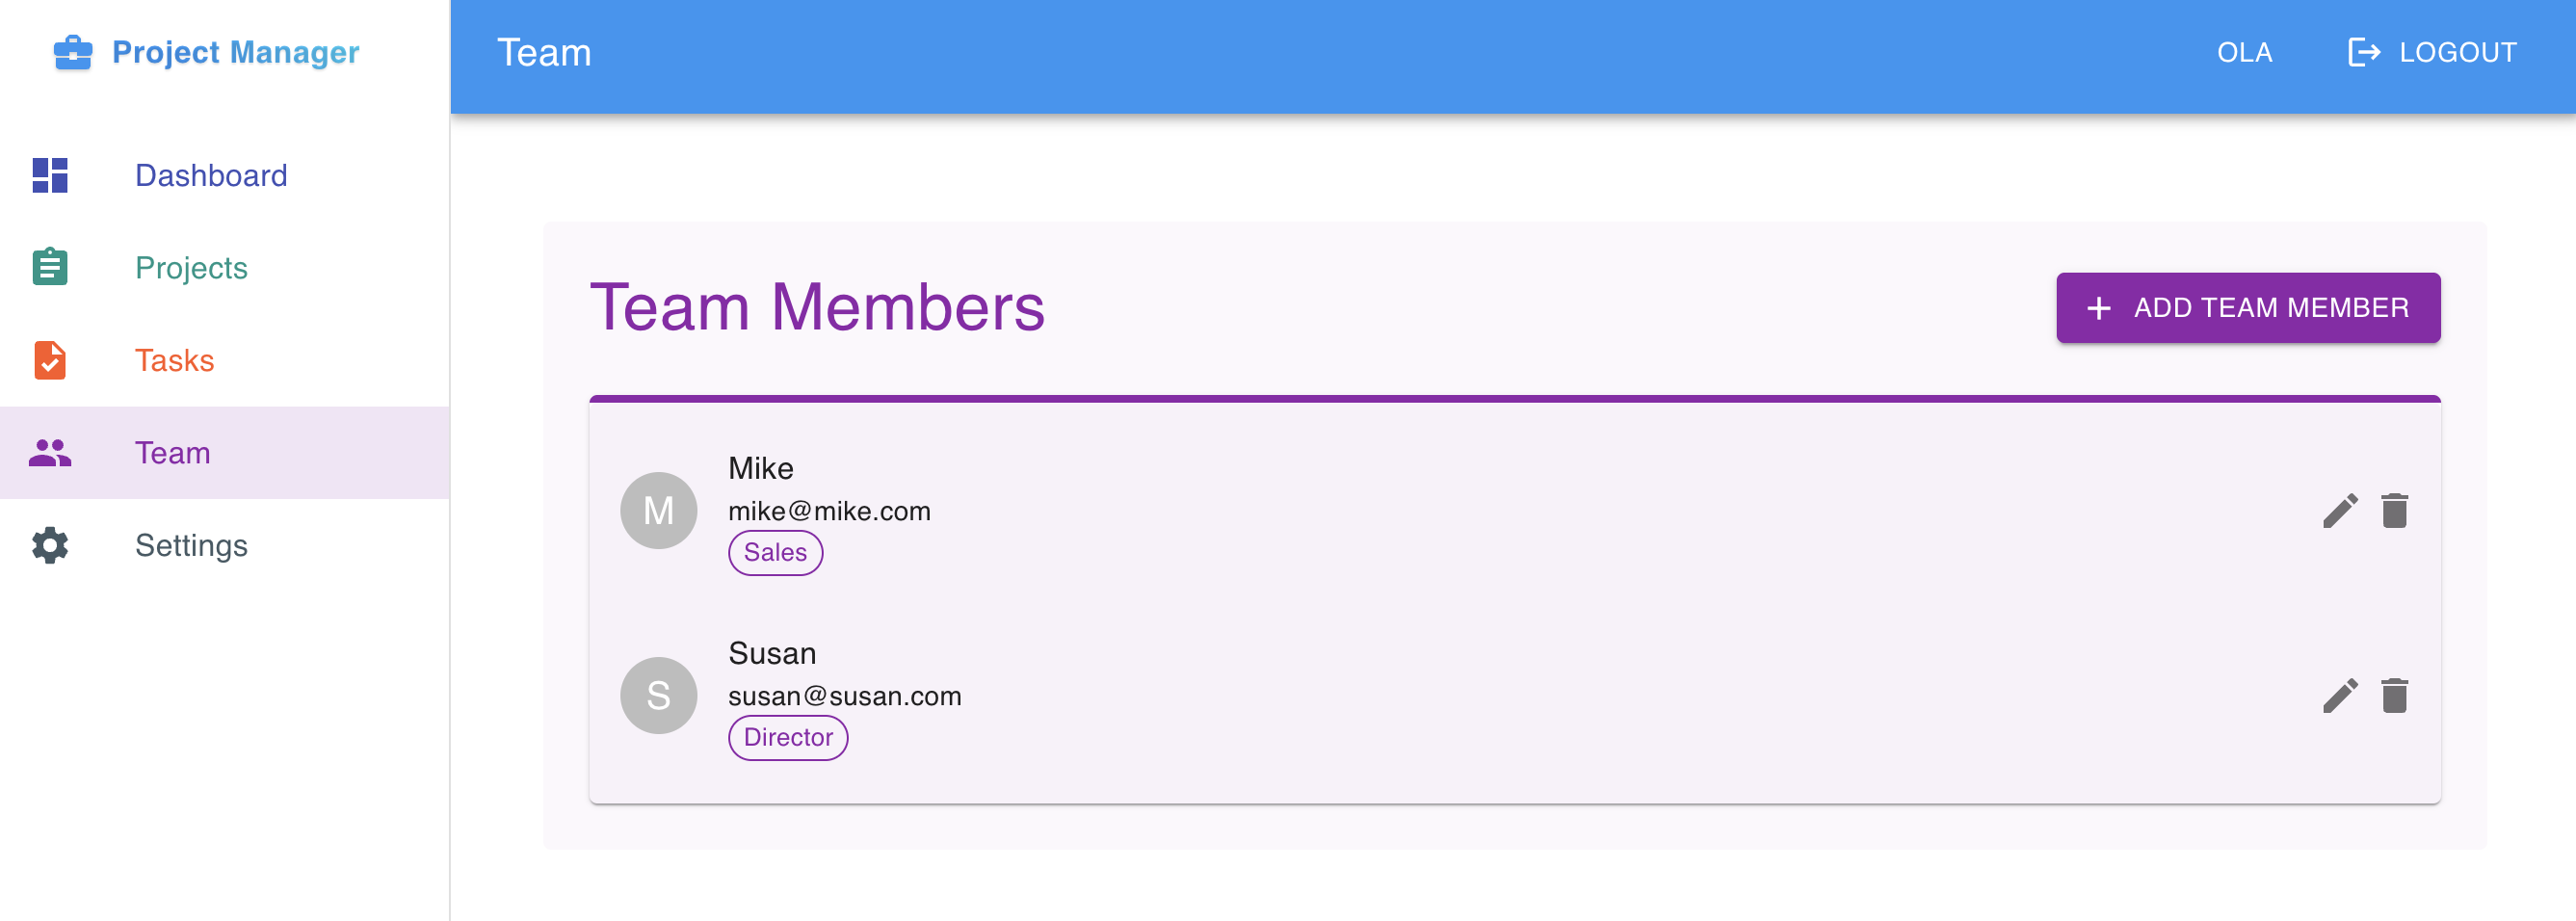 Project Manager
Team
OLA
LOGOUT
Dashboard
Projects
Tasks
Team
Settings
Team Members
+ ADD TEAM MEMBER
M
Mike
mike@mike.com
Sales
S
Susan
susan@susan.com
Director